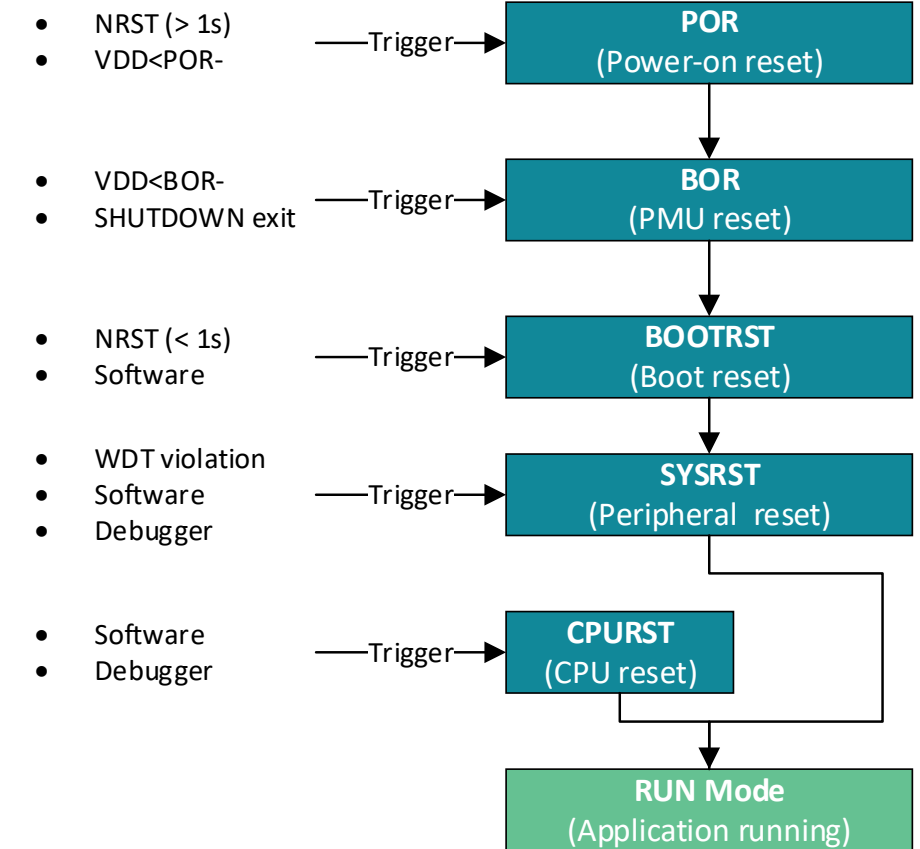 • NRST (> 1s)
• VDD<POR-
Trigger
POR
(Power-on reset)
• VDD<BOR-
• SHUTDOWN exit
Trigger
BOR
(PMU reset)
• NRST (< 1s)
• Software
Trigger
BOOTRST
(Boot reset)
• WDT violation
• Software
• Debugger
Trigger
SYSRST
(Peripheral reset)
• Software
• Debugger
Trigger
CPURST
(CPU reset)
RUN Mode
(Application running)